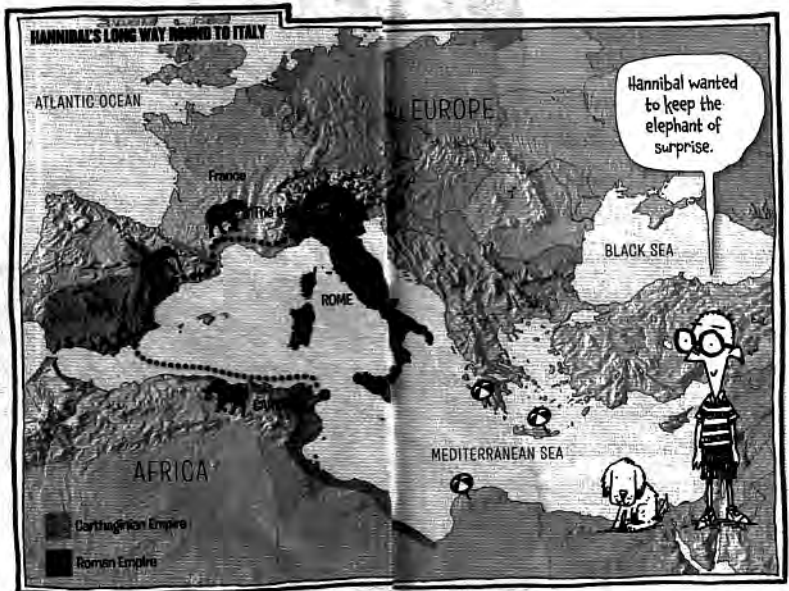 HANNIBAL'S LONG WAY ROUND TO ITALY
ATLANTIC OCEAN
EUROPE
Hannibal wanted
to keep the
elephant of
surprise.
France
The
BLACK SEA
ROME
MEDITERRANEAN SEA
AFRICA
Carthaginian Empire
Roman Empire